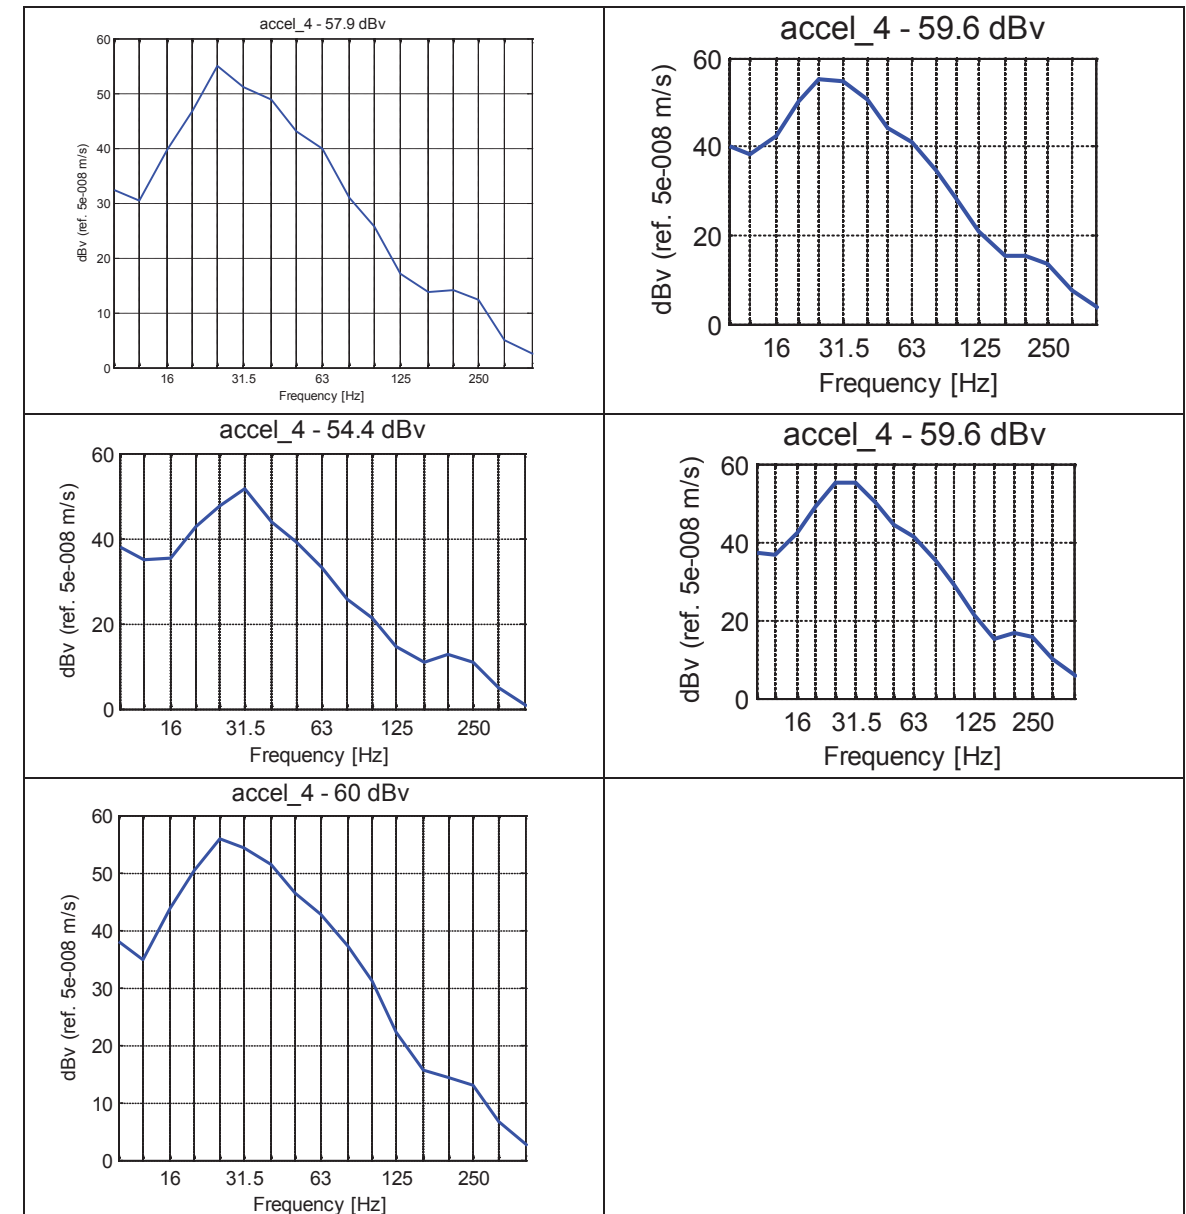 accel_4 - 57.9 dBv
dBv (ref. 5e-008 m/s)
60
50
40
30
20
10
0
16 31.5 63 125 250
Frequency [Hz]
accel_4 - 59.6 dBv
dBv (ref. 5e-008 m/s)
60
40
20
0
16 31.5 63 125 250
Frequency [Hz]
accel_4 - 54.4 dBv
dBv (ref. 5e-008 m/s)
60
40
20
0
16 31.5 63 125 250
Frequency [Hz]
accel_4 - 59.6 dBv
dBv (ref. 5e-008 m/s)
60
40
20
0
16 31.5 63 125 250
Frequency [Hz]
accel_4 - 60 dBv
dBv (ref. 5e-008 m/s)
60
50
40
30
20
10
0
16 31.5 63 125 250
Frequency [Hz]